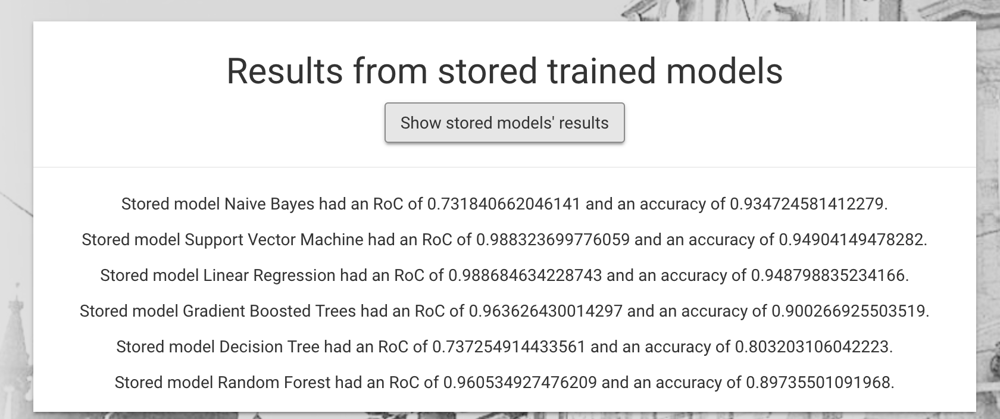 Results from stored trained models
Show stored models' results
Stored model Naive Bayes had an RoC of 0.731840662046141 and an accuracy of 0.934724581412279.
Stored model Support Vector Machine had an RoC of 0.988323699776059 and an accuracy of 0.94904149478282.
Stored model Linear Regression had an RoC of 0.988684634228743 and an accuracy of 0.948798835234166.
Stored model Gradient Boosted Trees had an RoC of 0.963626430014297 and an accuracy of 0.900266925503519.
Stored model Decision Tree had an RoC of 0.737254914433561 and an accuracy of 0.803203106042223.
Stored model Random Forest had an RoC of 0.960534927476209 and an accuracy of 0.89735501091968.